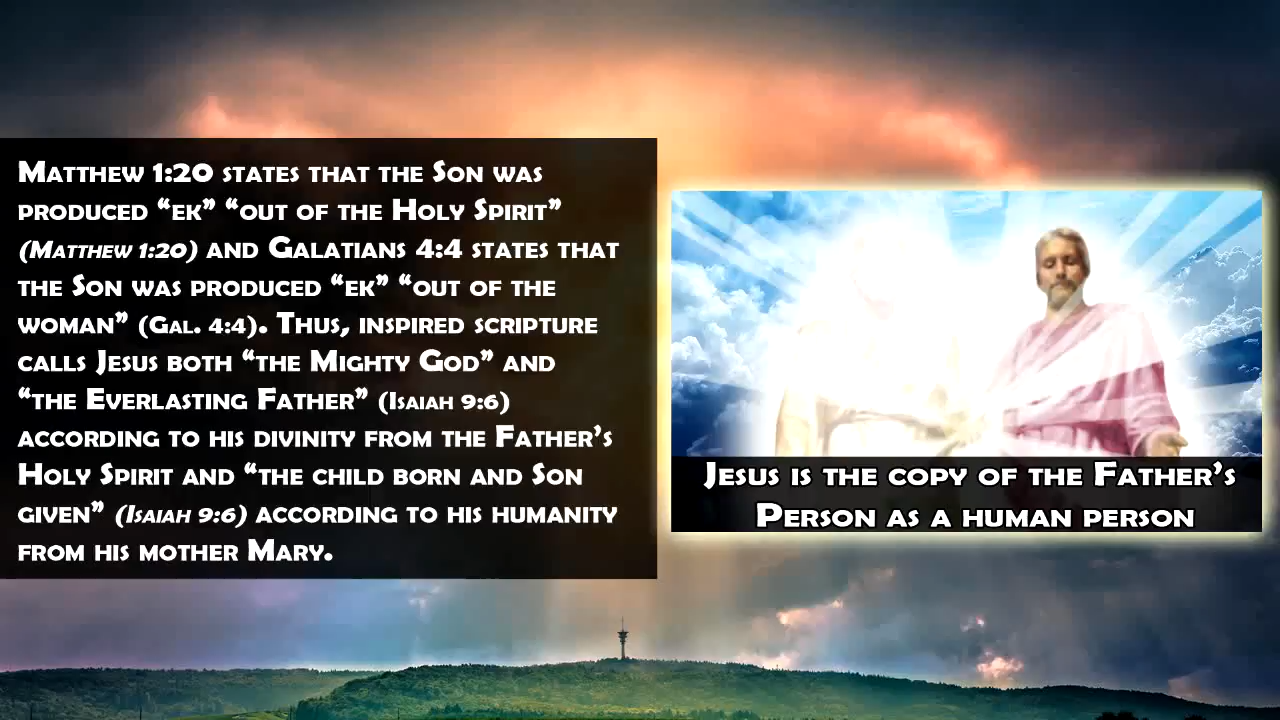 Matthew 1:20 states that the Son was
produced “ek” “out of the Holy Spirit”
(Matthew 1:20) and Galatians 4:4 states that
the Son was produced “ek” “out of the
woman” (Gal. 4:4). Thus, inspired scripture
calls Jesus both “the Mighty God” and
“the Everlasting Father” (Isaiah 9:6)
according to his divinity from the Father’s
Holy Spirit and “the child born and Son
given” (Isaiah 9:6) according to his humanity
from his mother Mary.
Jesus is the copy of the Father’s
Person as a human person